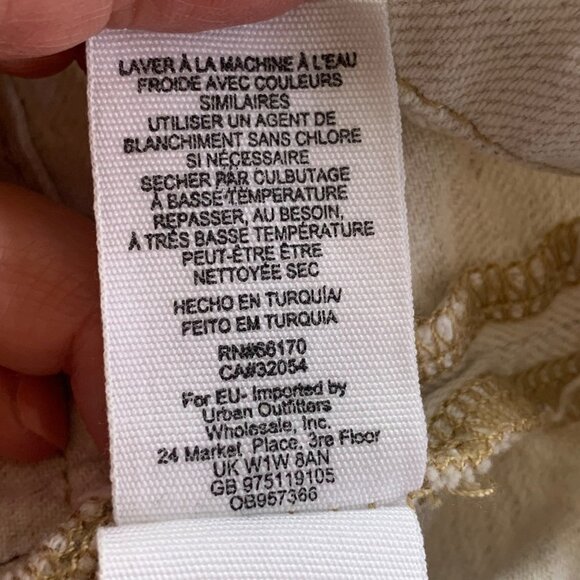 LAVER À LA MACHINE À L'EAU
FROIDE AVEC COULEURS
SIMILAIRES
UTILISER UN AGENT DE
BLANCHIMENT SANS CHLORE
SI NÉCESSAIRE
SECHER PAR CULBUTAGE
À BASSE TEMPÉRATURE
REPASSER, AU BESOIN,
À TRÈS BASSE TEMPÉRATURE
PEUT-ÊTRE ÊTRE
NETTOYÉE SEC
HECHO EN TURQUÍA/
FEITO EM TURQUIA
RN#66170
CA#32054
For EU- Imported by
Urban Outfitters
Wholesale, Inc.
24 Market Place, 3re Floor
UK W1W 8AN
GB 975119105
OB957366